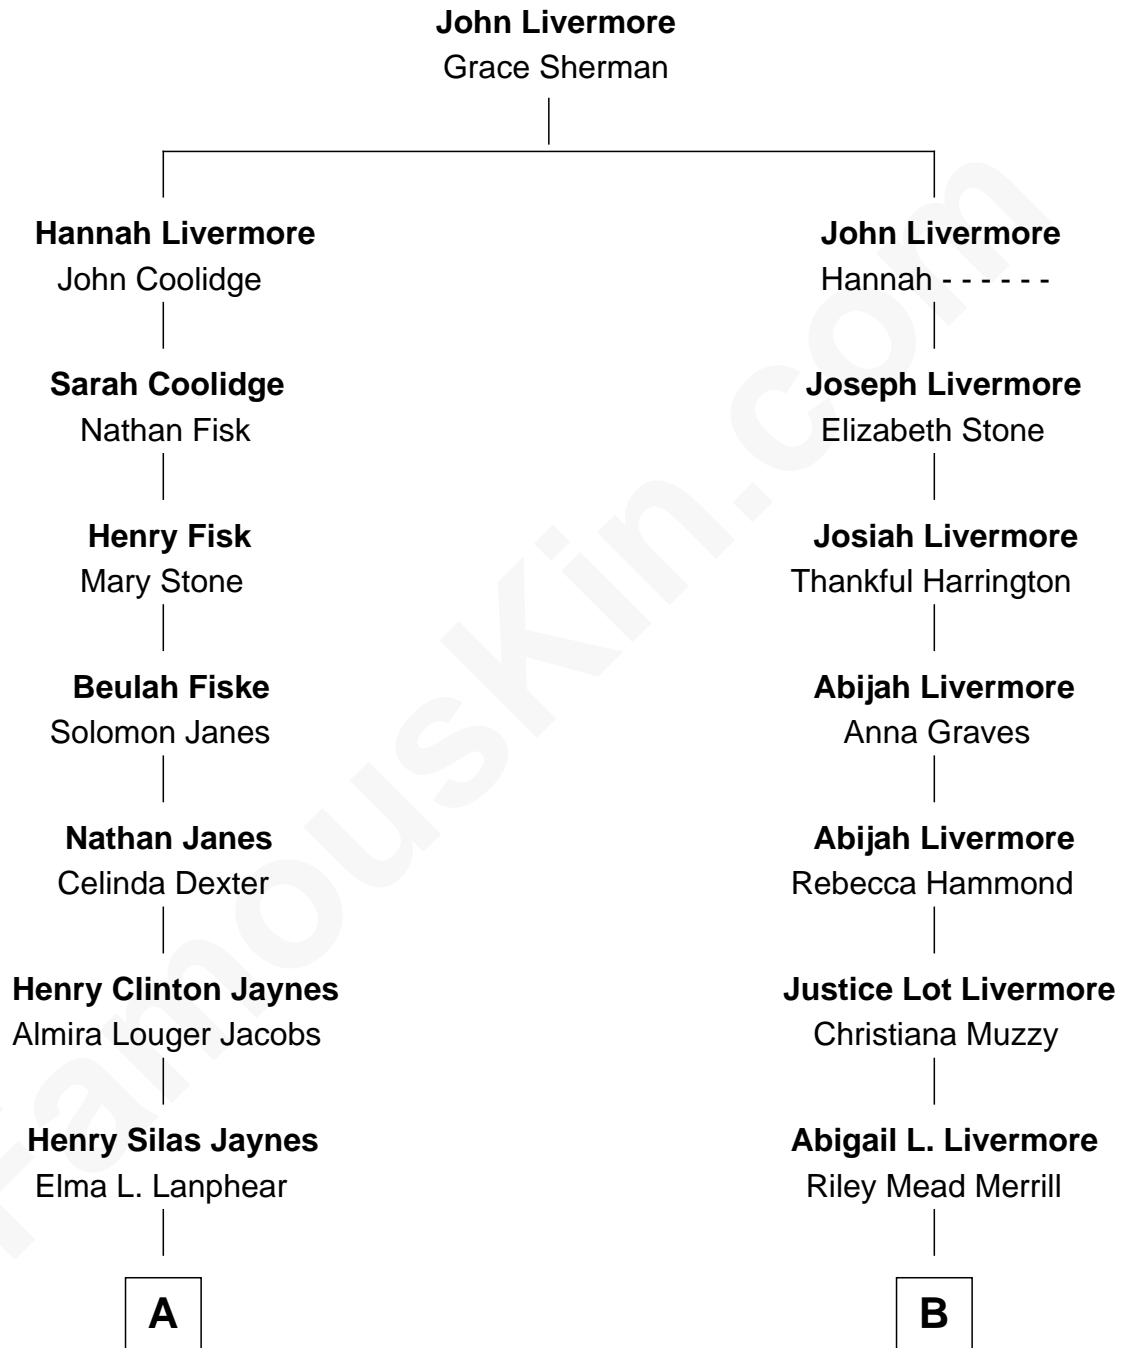 John Livermore
Grace Sherman
Hannah Livermore
John Coolidge
John Livermore
Hannah - - - - - -
Sarah Coolidge
Nathan Fisk
Joseph Livermore
Elizabeth Stone
Henry Fisk
Mary Stone
Josiah Livermore
Thankful Harrington
Beulah Fiske
Solomon Janes
Abijah Livermore
Anna Graves
Nathan Janes
Celinda Dexter
Abijah Livermore
Rebecca Hammond
Henry Clinton Jaynes
Almira Louger Jacobs
Justice Lot Livermore
Christiana Muzzy
Henry Silas Jaynes
Elma L. Lanphear
Abigail L. Livermore
Riley Mead Merrill
A
B
FamousKin.com